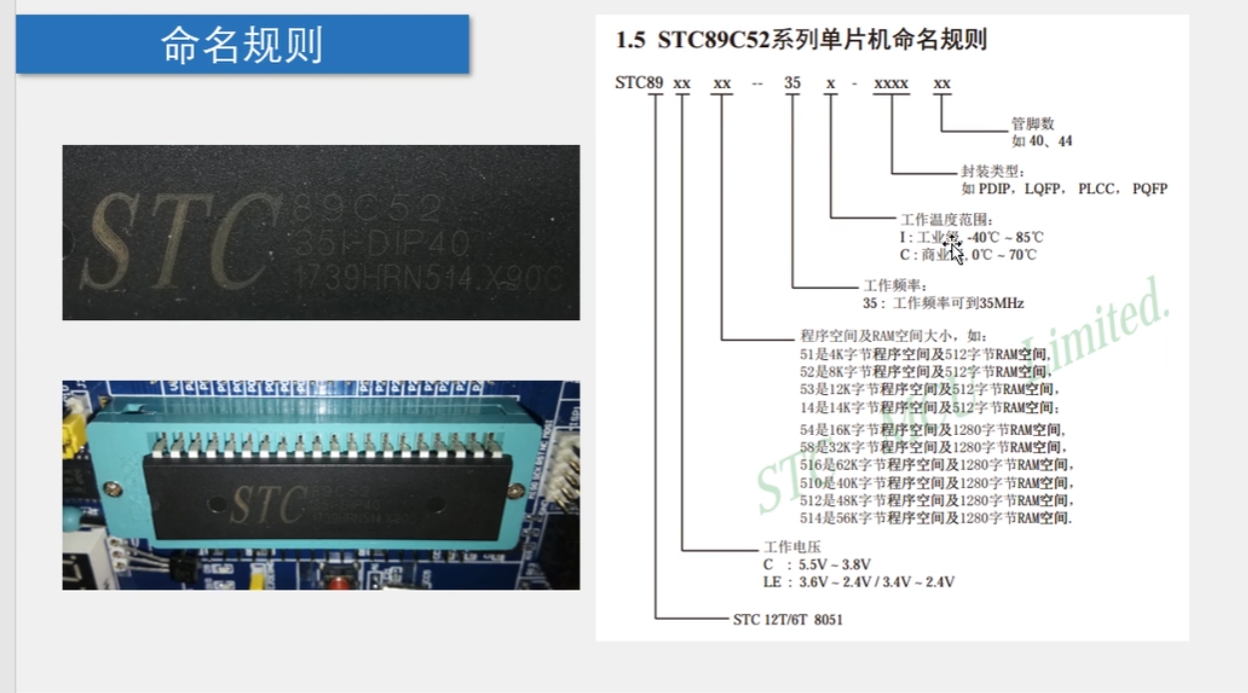 命名规则
STC
89C52
35I-DIP40
1739HRN514.X90C
STC
1.5 STC89C52系列单片机命名规则
STC89 xx xx -- 35 x - xxxx xx
管脚数
如 40、44
封装类型:
如 PDIP, LQFP, PLCC, PQFP
工作温度范围:
I : 工业级, -40℃ ~ 85℃
C : 商业级, 0℃ ~ 70℃
工作频率:
35 : 工作频率可到35MHz
程序空间及RAM空间大小, 如:
51是4K字节程序空间及512字节RAM空间,
52是8K字节程序空间及512字节RAM空间,
53是12K字节程序空间及512字节RAM空间,
14是14K字节程序空间及512字节RAM空间;
54是16K字节程序空间及1280字节RAM空间,
58是32K字节程序空间及1280字节RAM空间,
516是62K字节程序空间及1280字节RAM空间,
510是40K字节程序空间及1280字节RAM空间,
512是48K字节程序空间及1280字节RAM空间,
514是56K字节程序空间及1280字节RAM空间.
工作电压
C : 5.5V ~ 3.8V
LE : 3.6V ~ 2.4V / 3.4V ~ 2.4V
STC 12T/6T 8051
STC MCU Limited.